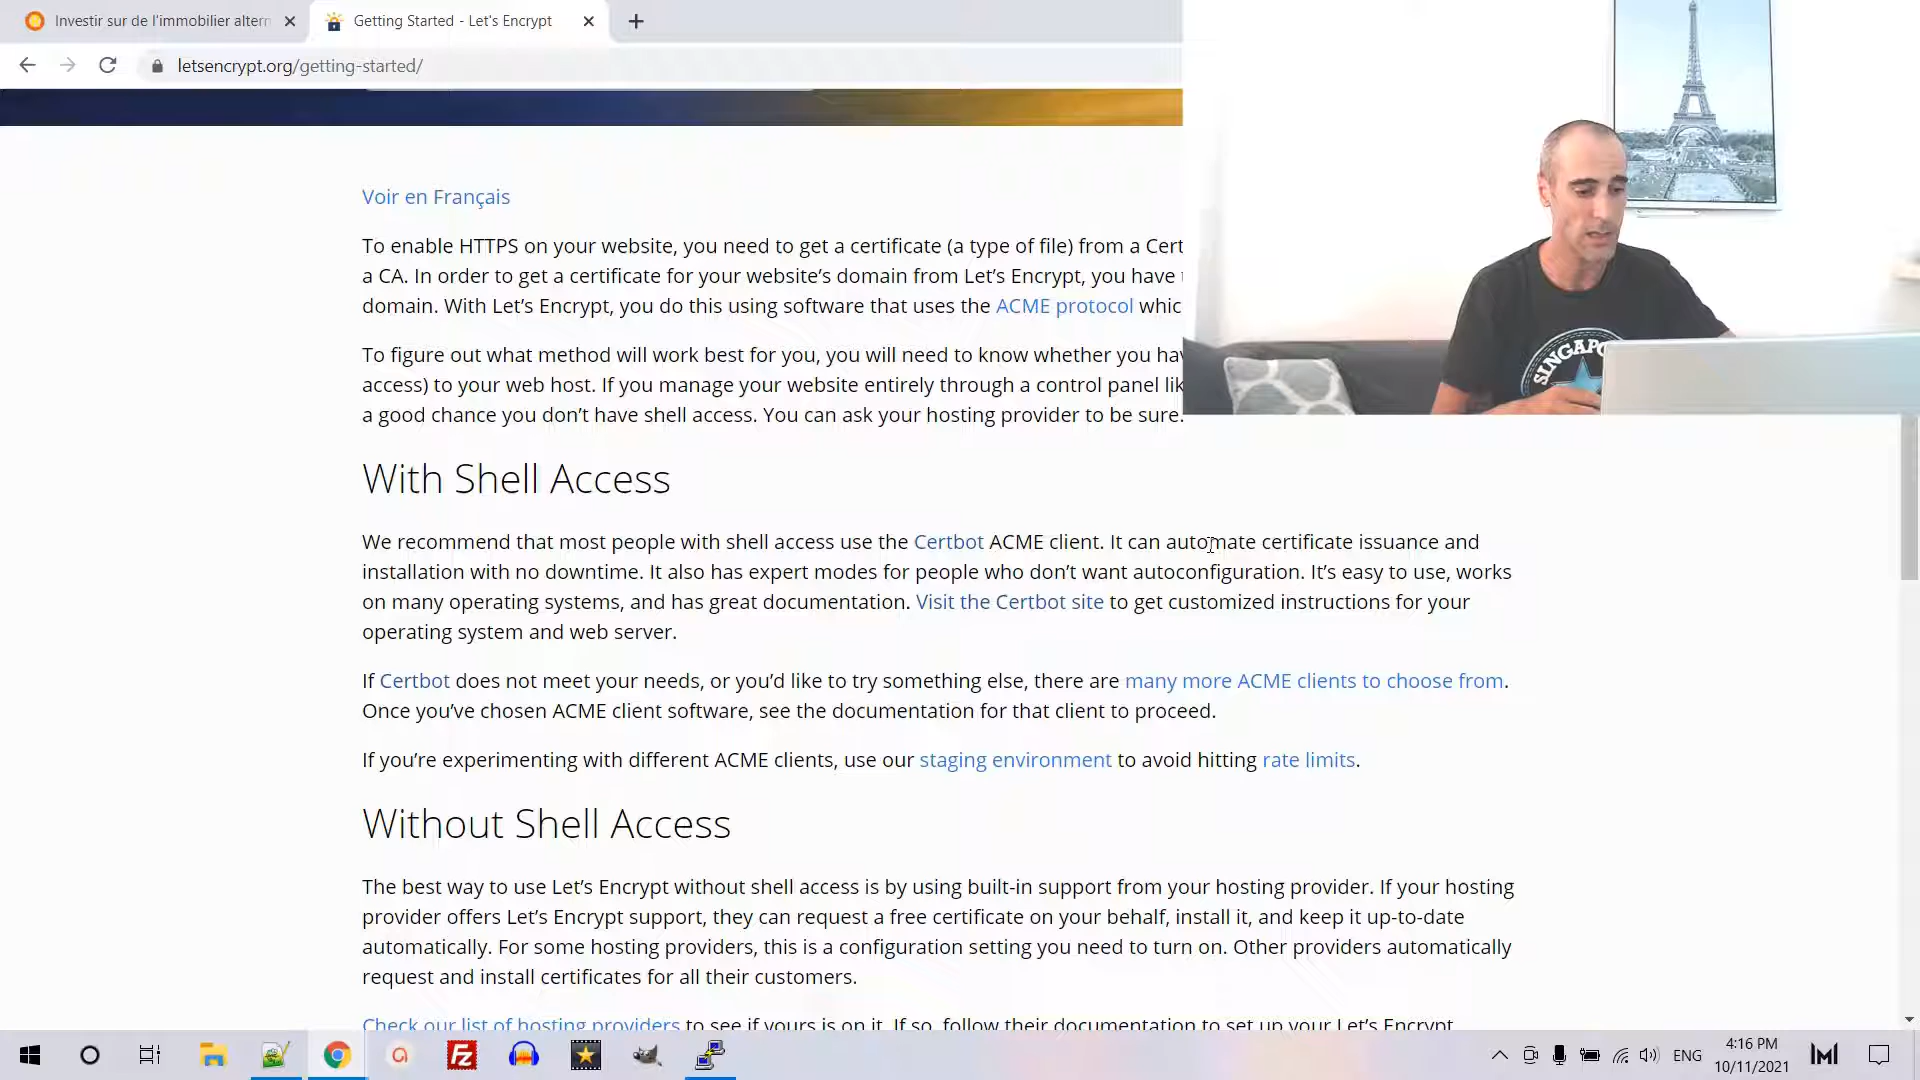 Investir sur de l'immobilier altern
Getting Started - Let's Encrypt
letsencrypt.org/getting-started/
Voir en Français
To enable HTTPS on your website, you need to get a certificate (a type of file) from a Cert
a CA. In order to get a certificate for your website's domain from Let's Encrypt, you have
domain. With Let's Encrypt, you do this using software that uses the ACME protocol whic
To figure out what method will work best for you, you will need to know whether you hav
access) to your web host. If you manage your website entirely through a control panel lik
a good chance you don't have shell access. You can ask your hosting provider to be sure.
SINGAPO
With Shell Access
We recommend that most people with shell access use the Certbot ACME client. It can automate certificate issuance and
installation with no downtime. It also has expert modes for people who don't want autoconfiguration. It's easy to use, works
on many operating systems, and has great documentation. Visit the Certbot site to get customized instructions for your
operating system and web server.
If Certbot does not meet your needs, or you'd like to try something else, there are many more ACME clients to choose from.
Once you've chosen ACME client software, see the documentation for that client to proceed.
If you're experimenting with different ACME clients, use our staging environment to avoid hitting rate limits.
Without Shell Access
The best way to use Let's Encrypt without shell access is by using built-in support from your hosting provider. If your hosting
provider offers Let's Encrypt support, they can request a free certificate on your behalf, install it, and keep it up-to-date
automatically. For some hosting providers, this is a configuration setting you need to turn on. Other providers automatically
request and install certificates for all their customers.
Check our list of hosting providers to see if yours is on it. If so, follow their documentation to set up your Let's Encrypt
ENG
4:16 PM
10/11/2021